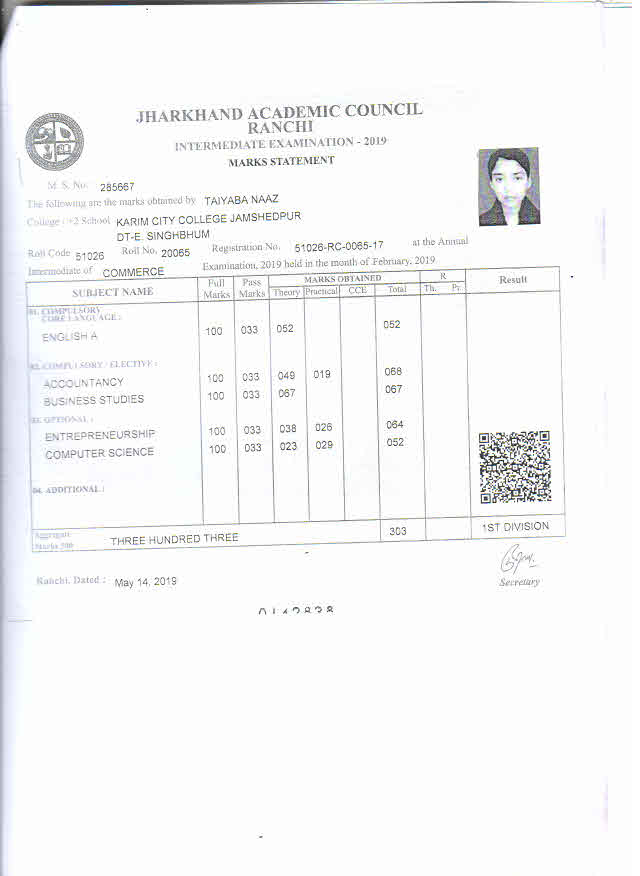 JHARKHAND ACADEMIC COUNCIL
RANCHI
INTERMEDIATE EXAMINATION - 2019
MARKS STATEMENT
M. S. No. 285667
The following are the marks obtained by TAIYABA NAAZ
College / +2 School KARIM CITY COLLEGE JAMSHEDPUR
DT-E. SINGHBHUM
Roll Code 51026 Roll No. 20065 Registration No. 51026-RC-0065-17 at the Annual
Intermediate of COMMERCE Examination, 2019 held in the month of February, 2019
SUBJECT NAME Full Marks Pass Marks MARKS OBTAINED R Result
Theory Practical CCE Total Th. Pr.
01. COMPULSORY
CORE LANGUAGE :
ENGLISH A 100 033 052 052
02. COMPULSORY / ELECTIVE :
ACCOUNTANCY 100 033 049 019 068
BUSINESS STUDIES 100 033 067 067
03. OPTIONAL :
ENTREPRENEURSHIP 100 033 038 026 064
COMPUTER SCIENCE 100 033 023 029 052
04. ADDITIONAL :
Aggregate
Marks 500 THREE HUNDRED THREE 303 1ST DIVISION
Ranchi, Dated : May 14, 2019
Secretary